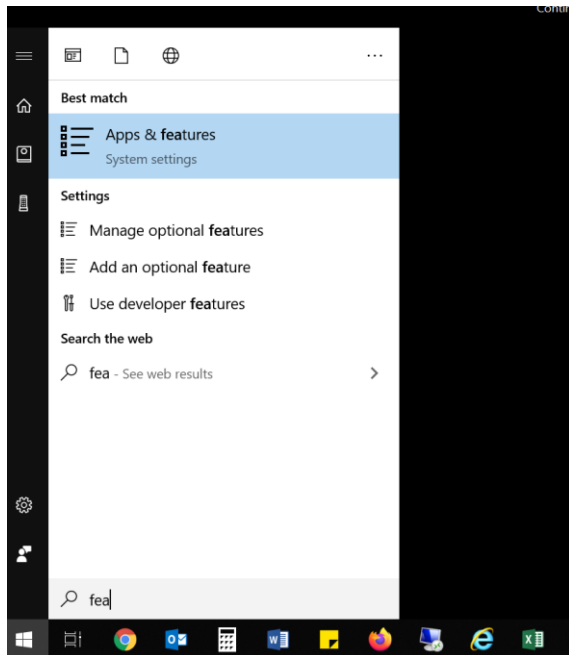 Contin
...
Best match
Apps & features
System settings
Settings
Manage optional features
Add an optional feature
Use developer features
Search the web
fea - See web results
fea